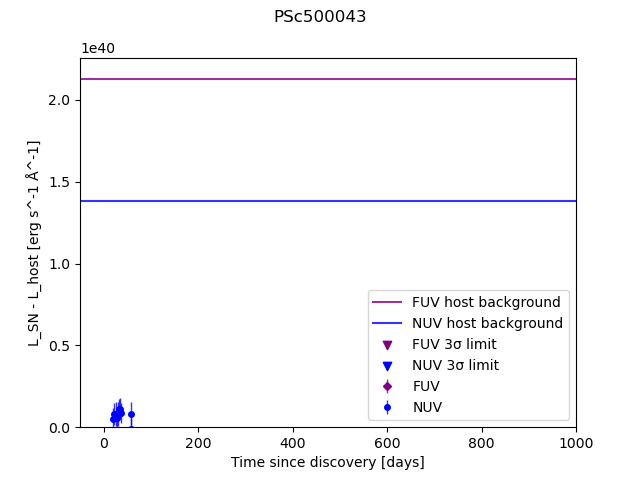 PSc500043
1e40
2.0
1.5
1.0
0.5
0.0
0
200
400
600
800
1000
L_SN - L_host [erg s^-1 Å^-1]
Time since discovery [days]
FUV host background
NUV host background
FUV 3σ limit
NUV 3σ limit
FUV
NUV